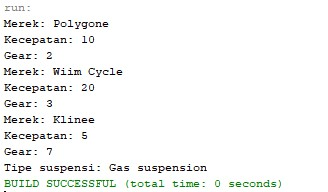 run:
Merek: Polygone
Kecepatan: 10
Gear: 2
Merek: Wiim Cycle
Kecepatan: 20
Gear: 3
Merek: Klinee
Kecepatan: 5
Gear: 7
Tipe suspensi: Gas suspension
BUILD SUCCESSFUL (total time: 0 seconds)